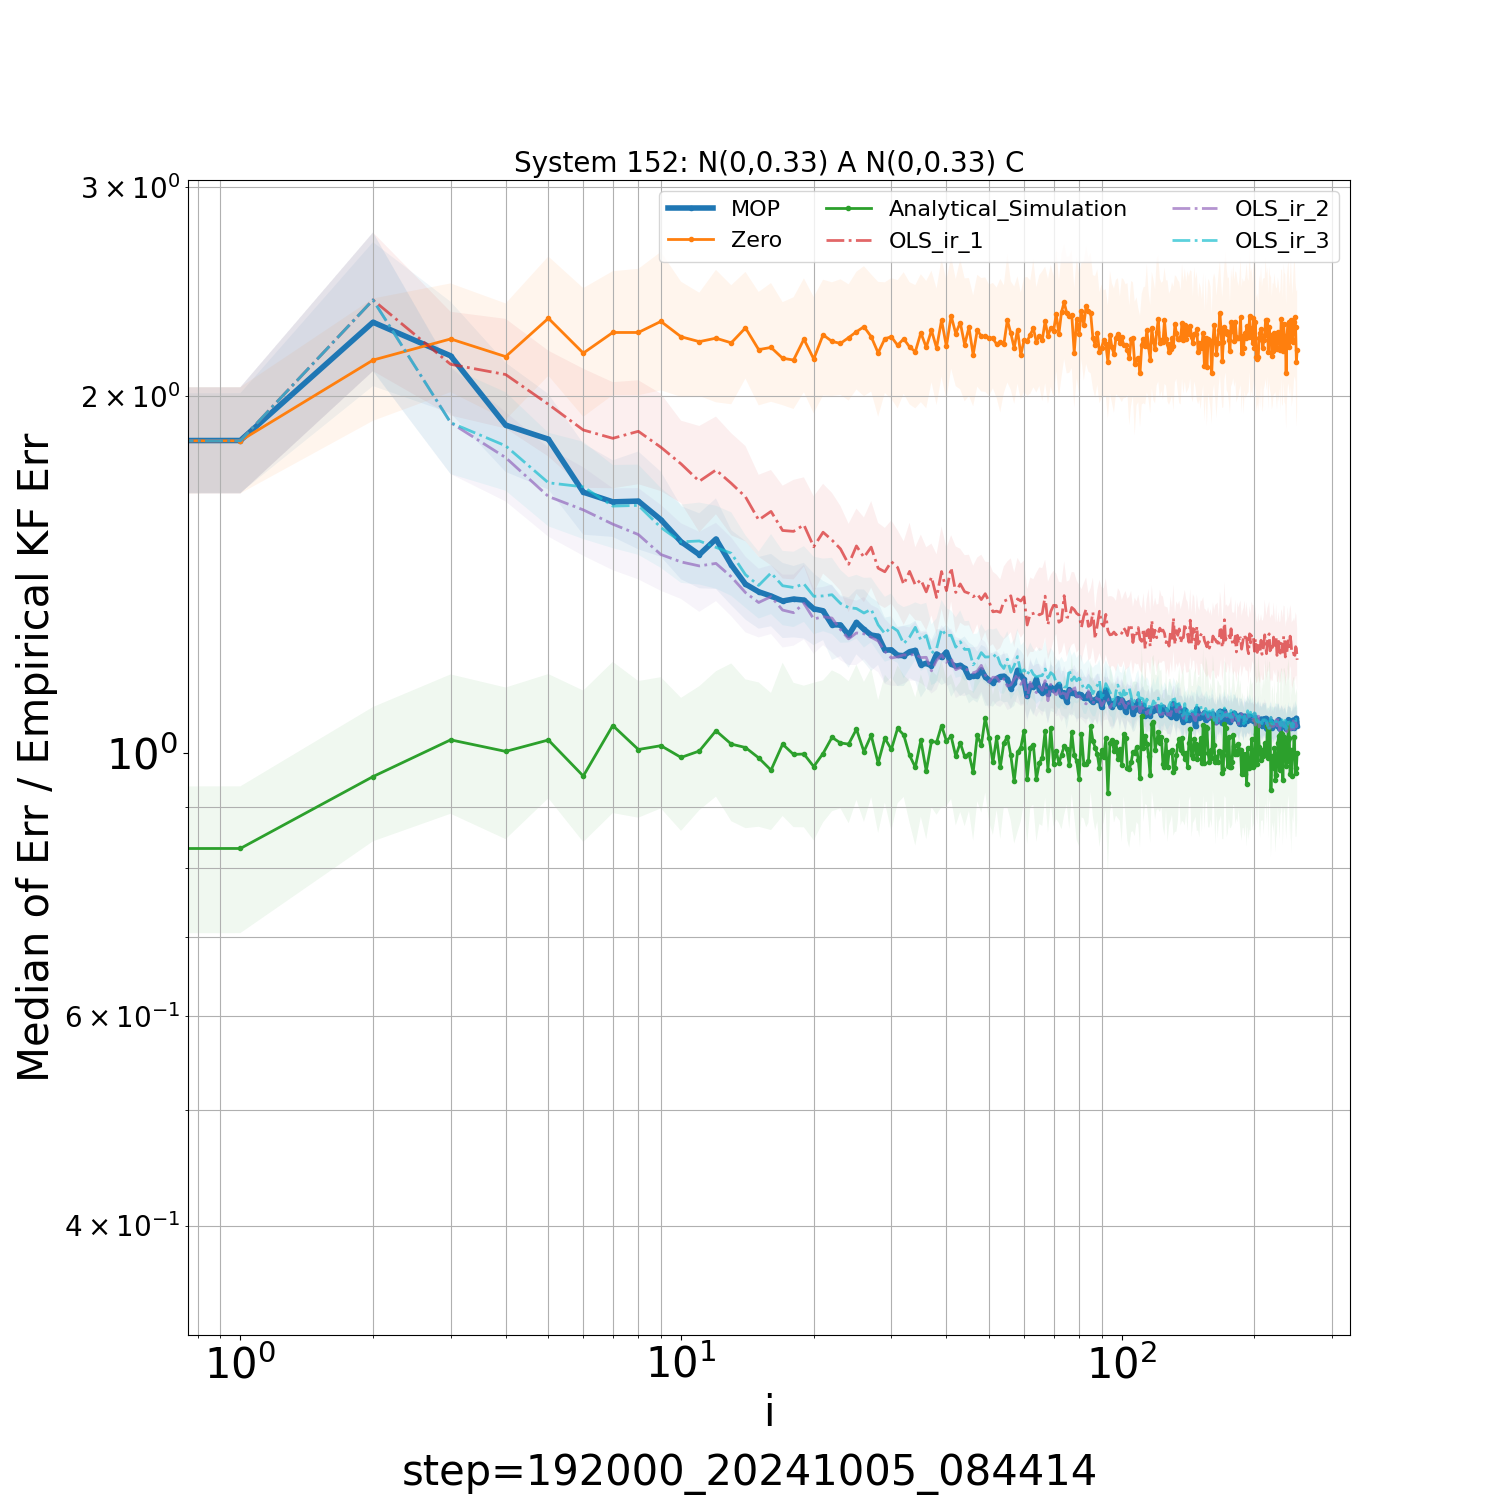 System 152: N(0,0.33) A N(0,0.33) C
MOP
Zero
Analytical_Simulation
OLS_ir_1
OLS_ir_2
OLS_ir_3
Median of Err / Empirical KF Err
3 × 10⁰
2 × 10⁰
10⁰
6 × 10⁻¹
4 × 10⁻¹
10⁰
10¹
10²
i
step=192000_20241005_084414